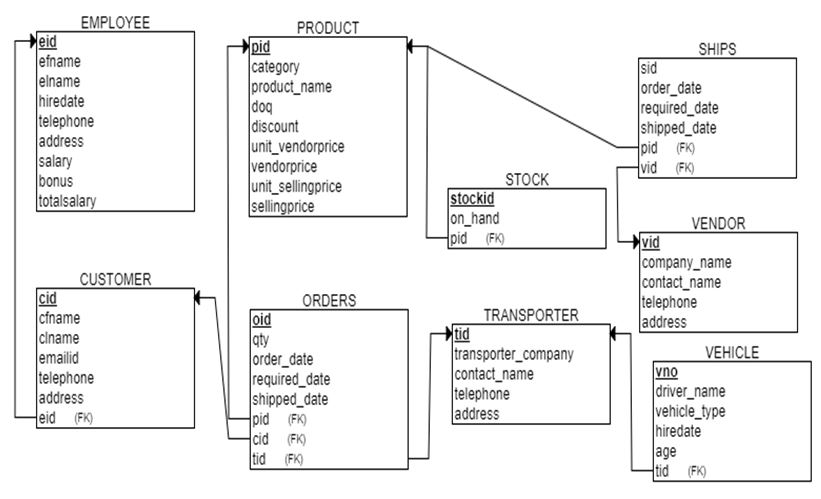 EMPLOYEE
eid
efname
elname
hiredate
telephone
address
salary
bonus
totalsalary
PRODUCT
pid
category
product_name
doq
discount
unit_vendorprice
vendorprice
unit_sellingprice
sellingprice
SHIPS
sid
order_date
required_date
shipped_date
pid (FK)
vid (FK)
STOCK
stockid
on_hand
pid (FK)
VENDOR
vid
company_name
contact_name
telephone
address
CUSTOMER
cid
cfname
clname
emailid
telephone
address
eid (FK)
ORDERS
oid
qty
order_date
required_date
shipped_date
pid (FK)
cid (FK)
tid (FK)
TRANSPORTER
tid
transporter_company
contact_name
telephone
address
VEHICLE
vno
driver_name
vehicle_type
hiredate
age
tid (FK)